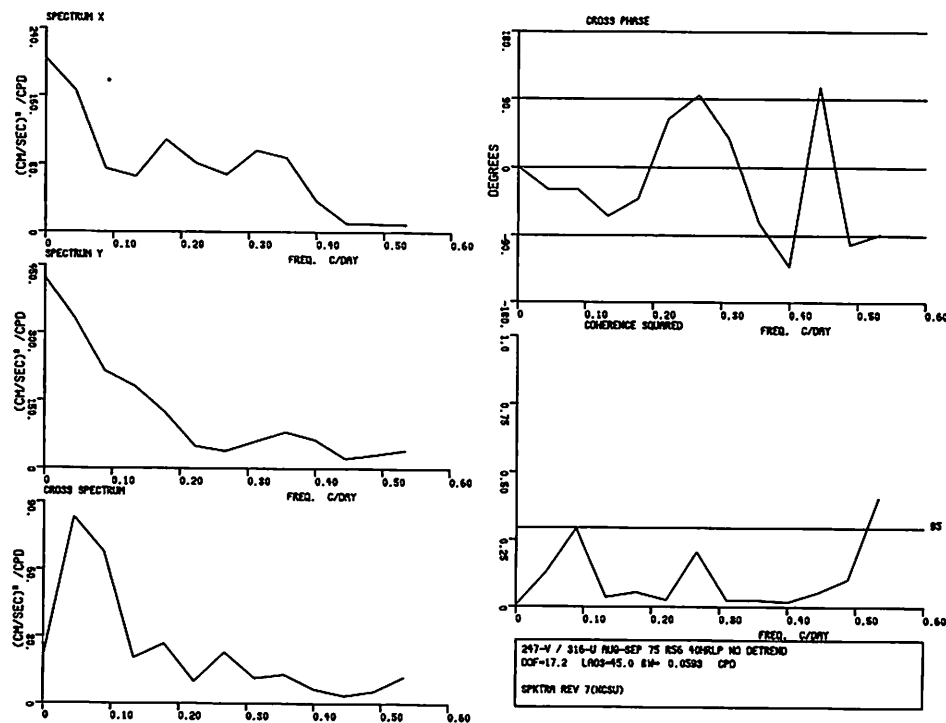 SPECTRUM X
240.
160.
80.
0
(CM/SEC)² /CPD
0.10 0.20 0.30 0.40 0.50 0.60
FREQ. C/DAY
SPECTRUM Y
450.
300.
150.
0
(CM/SEC)² /CPD
0.10 0.20 0.30 0.40 0.50 0.60
FREQ. C/DAY
CROSS SPECTRUM
90.
60.
30.
0
(CM/SEC)² /CPD
0.10 0.20 0.30 0.40 0.50 0.60
FREQ. C/DAY
CROSS PHASE
180.
90.
0
-90.
-180.
DEGREES
0 0.10 0.20 0.30 0.40 0.50 0.60
FREQ. C/DAY
COHERENCE SQUARED
1.0
0.75
0.50
0.25
0
95
0.10 0.20 0.30 0.40 0.50 0.60
FREQ. C/DAY
247-V / 316-U AUG-SEP 75 RS6 40HRLP NO DETREND
DOF=17.2 LAGS=45.0 BW= 0.0593 CPD
SPKTRA REV 7(NCSU)